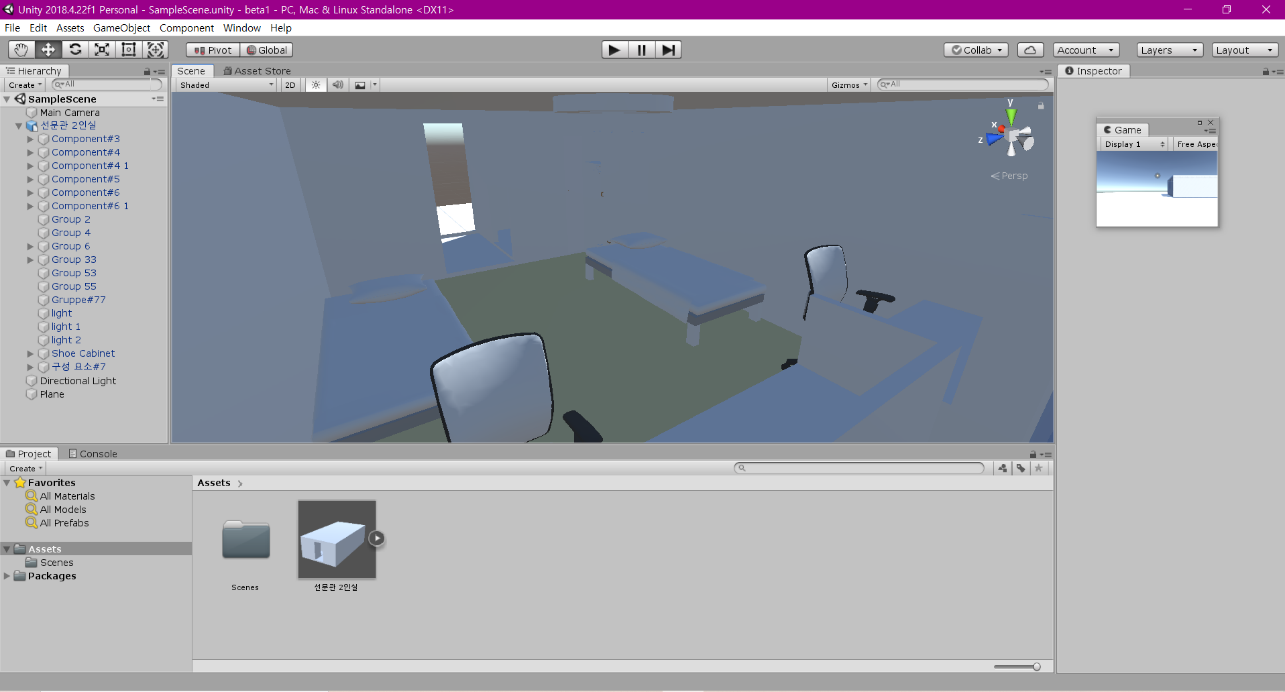 Unity 2018.4.22f1 Personal - SampleScene.unity - beta1 - PC, Mac & Linux Standalone <DX11>
File Edit Assets GameObject Component Window Help
Pivot Global Collab Account Layers Layout
Hierarchy
Create All
SampleScene
Main Camera
선문관 2인실
Component#3
Component#4
Component#4 1
Component#5
Component#6
Component#6 1
Group 2
Group 4
Group 6
Group 33
Group 53
Group 55
Gruppe#77
light
light 1
light 2
Shoe Cabinet
구성 요소#7
Directional Light
Plane
Scene Asset Store
Shaded 2D Gizmos All
y
x
z
Persp
Inspector
Game
Display 1 Free Aspe
Project Console
Create
Favorites
All Materials
All Models
All Prefabs
Assets
Scenes
Packages
Assets
Scenes
선문관 2인실